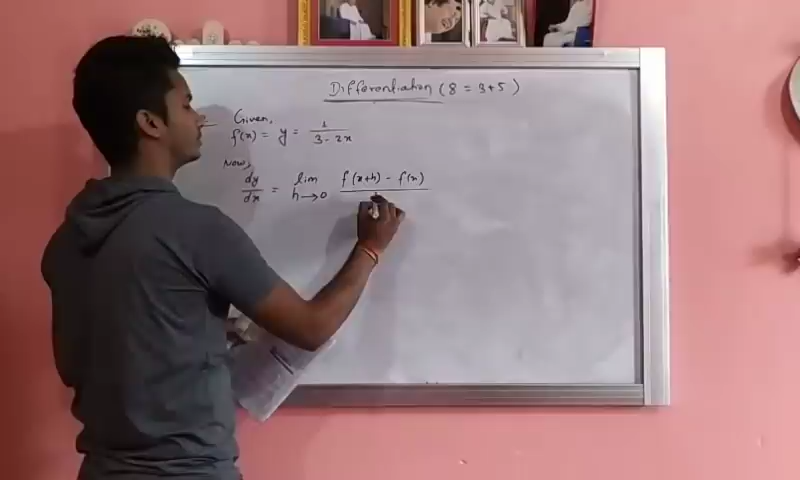 Differentiation (8 = 3+5)
Given,
f(x) = y = 1 / 3 - 2x
Now,
dy/dx = lim h→0 f(x+h) - f(x) / h